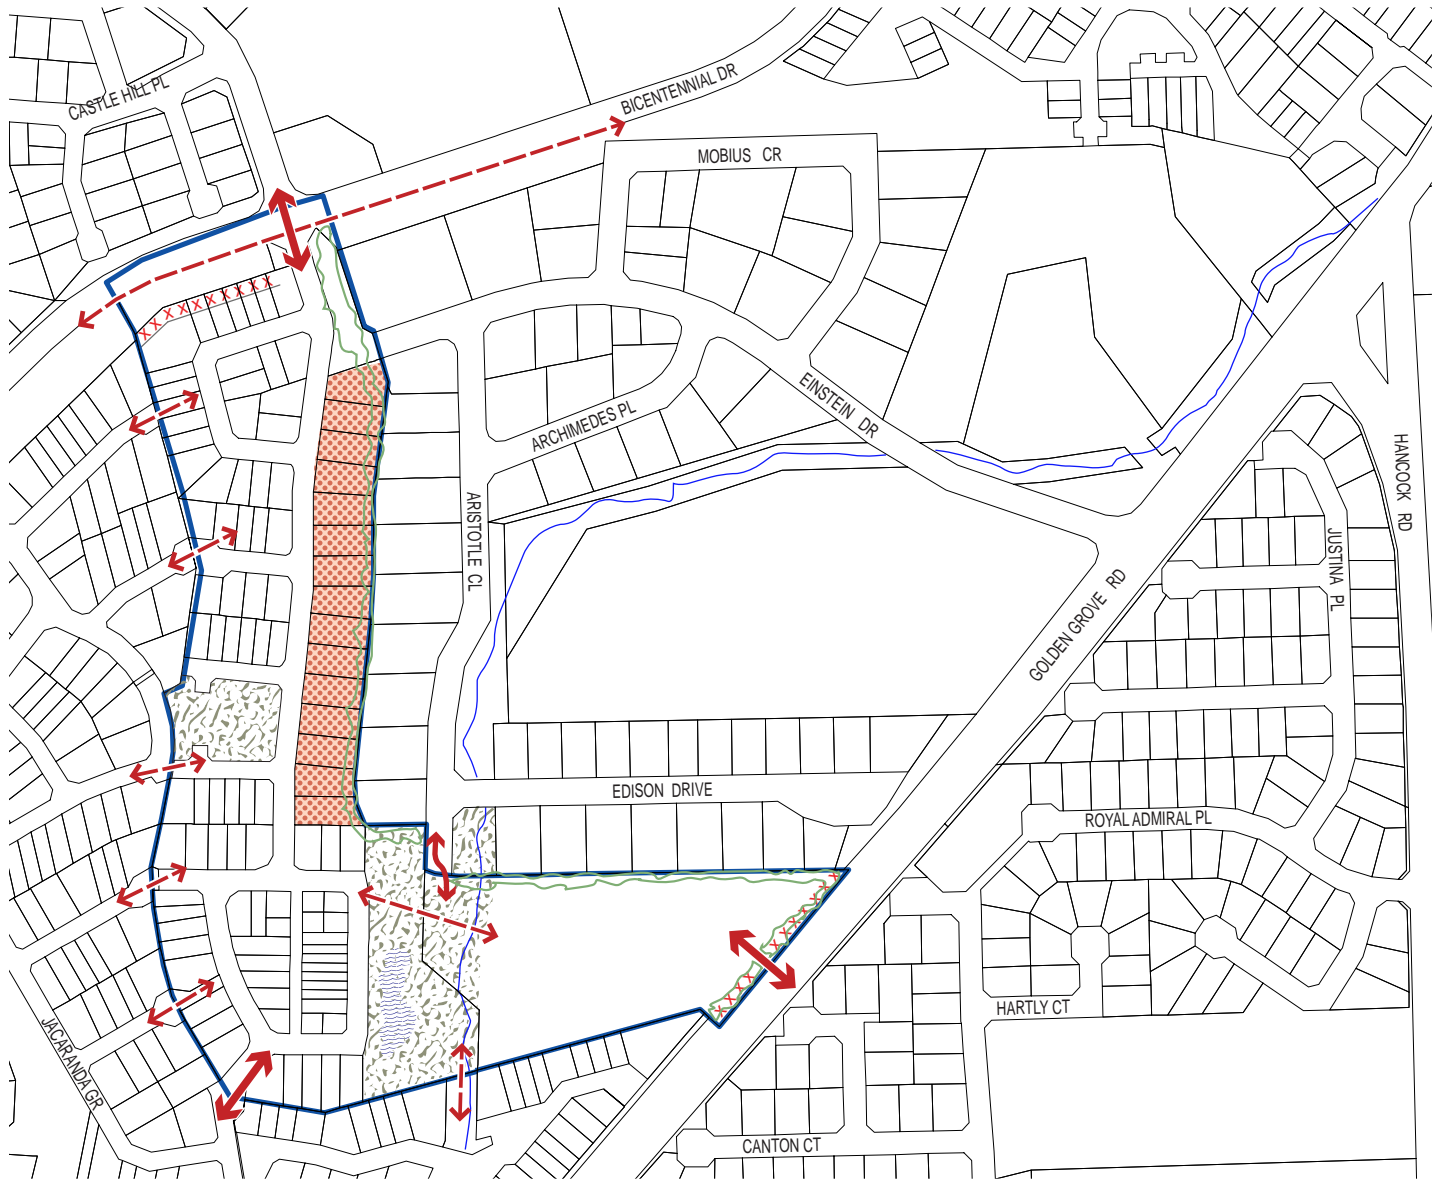 CASTLE HILL PL
BICENTENNIAL DR
MOBIUS CR
EINSTEIN DR
ARCHIMEDES PL
ARISTOTLE CL
HANCOCK RD
JUSTINA PL
GOLDEN GROVE RD
EDISON DRIVE
ROYAL ADMIRAL PL
HARTLY CT
JACARANDA GR
CANTON CT